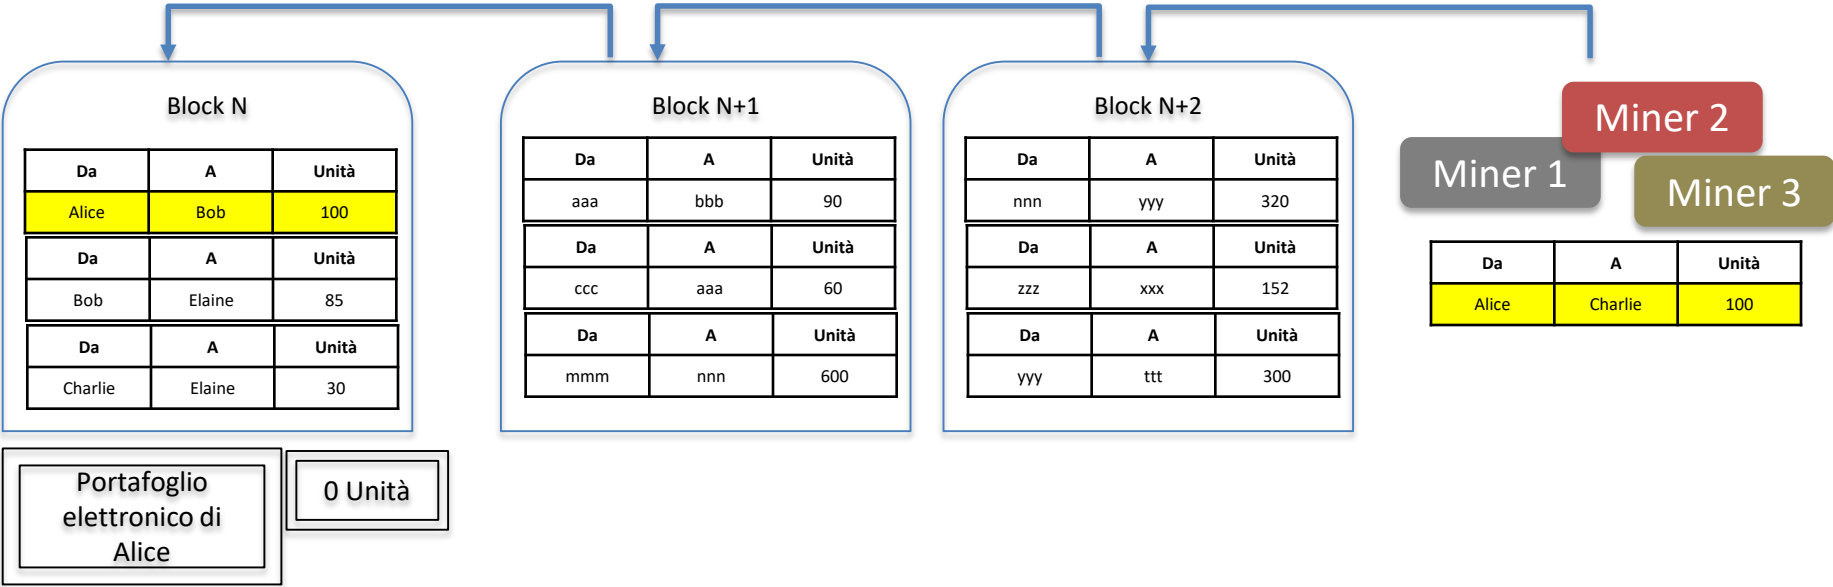 Block N
Da A Unità
Alice Bob 100
Da A Unità
Bob Elaine 85
Da A Unità
Charlie Elaine 30
Block N+1
Da A Unità
aaa bbb 90
Da A Unità
ccc aaa 60
Da A Unità
mmm nnn 600
Block N+2
Da A Unità
nnn yyy 320
Da A Unità
zzz xxx 152
Da A Unità
yyy ttt 300
Miner 2
Miner 1
Miner 3
Da A Unità
Alice Charlie 100
Portafoglio
elettronico di
Alice
0 Unità